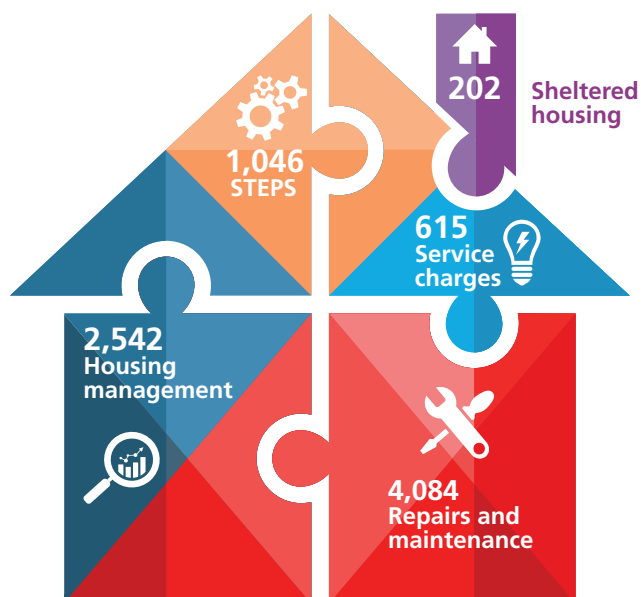 202
Sheltered
housing
1,046
STEPS
615
Service
charges
2,542
Housing
management
4,084
Repairs and
maintenance